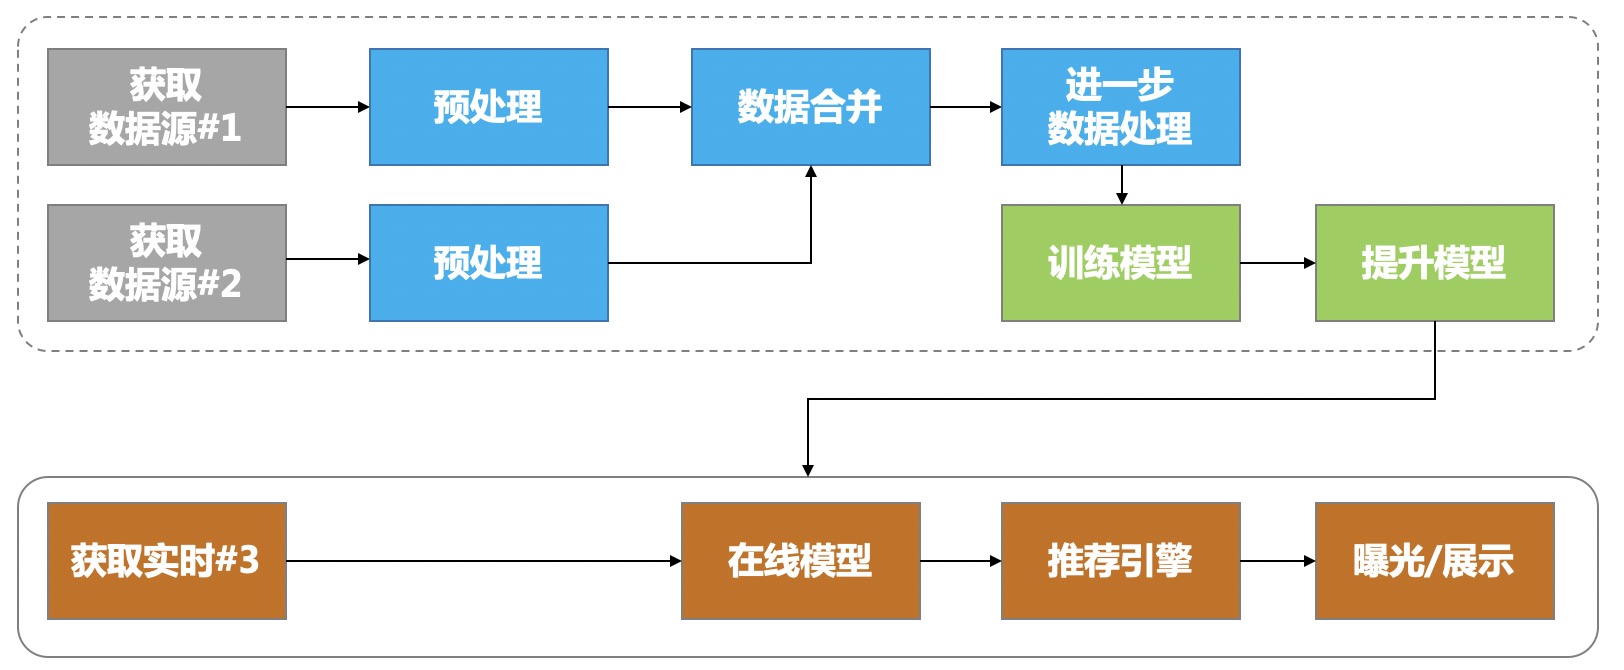 获取
数据源#1
预处理
数据合并
进一步
数据处理
获取
数据源#2
预处理
训练模型
提升模型
获取实时#3
在线模型
推荐引擎
曝光/展示